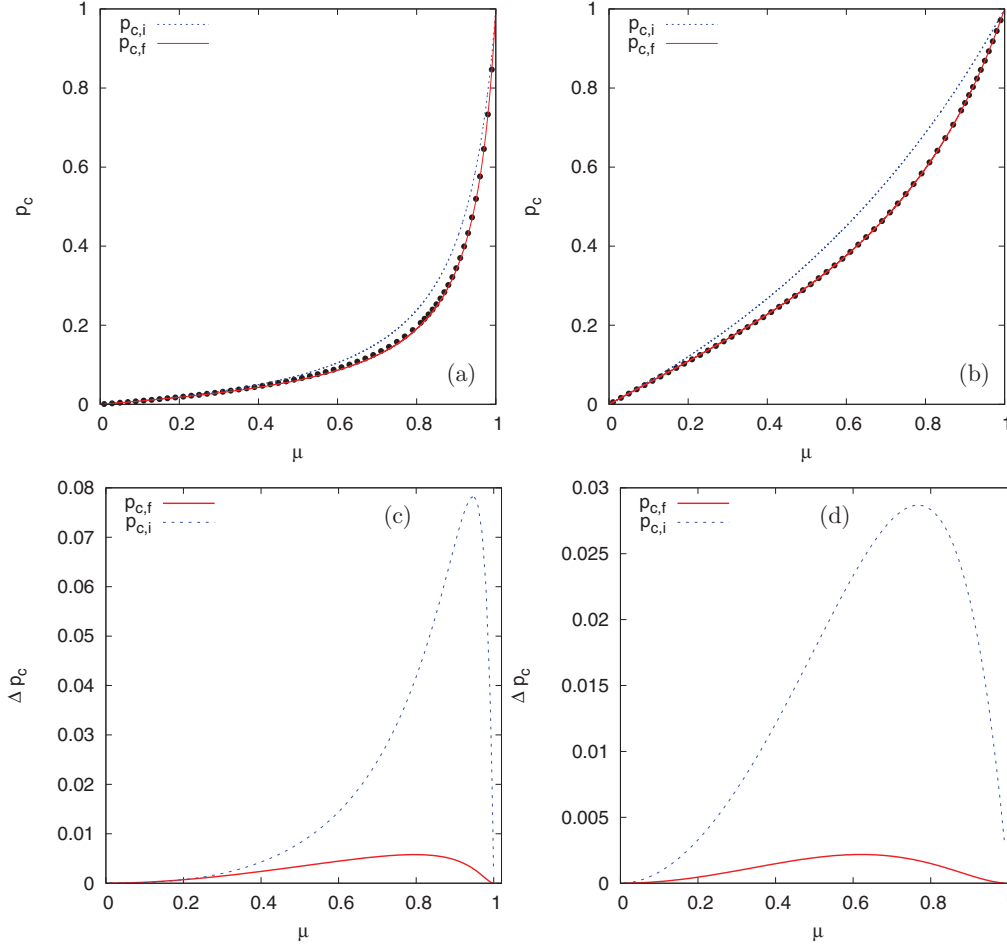 p_c,i
p_c,f
1
0.8
0.6
0.4
0.2
0
p_c
0 0.2 0.4 0.6 0.8 1
μ
(a)
p_c,i
p_c,f
1
0.8
0.6
0.4
0.2
0
p_c
0 0.2 0.4 0.6 0.8 1
μ
(b)
p_c,f
p_c,i
0.08
0.07
0.06
0.05
0.04
0.03
0.02
0.01
0
Δ p_c
0 0.2 0.4 0.6 0.8 1
μ
(c)
p_c,f
p_c,i
0.03
0.025
0.02
0.015
0.01
0.005
0
Δ p_c
0 0.2 0.4 0.6 0.8
μ
(d)